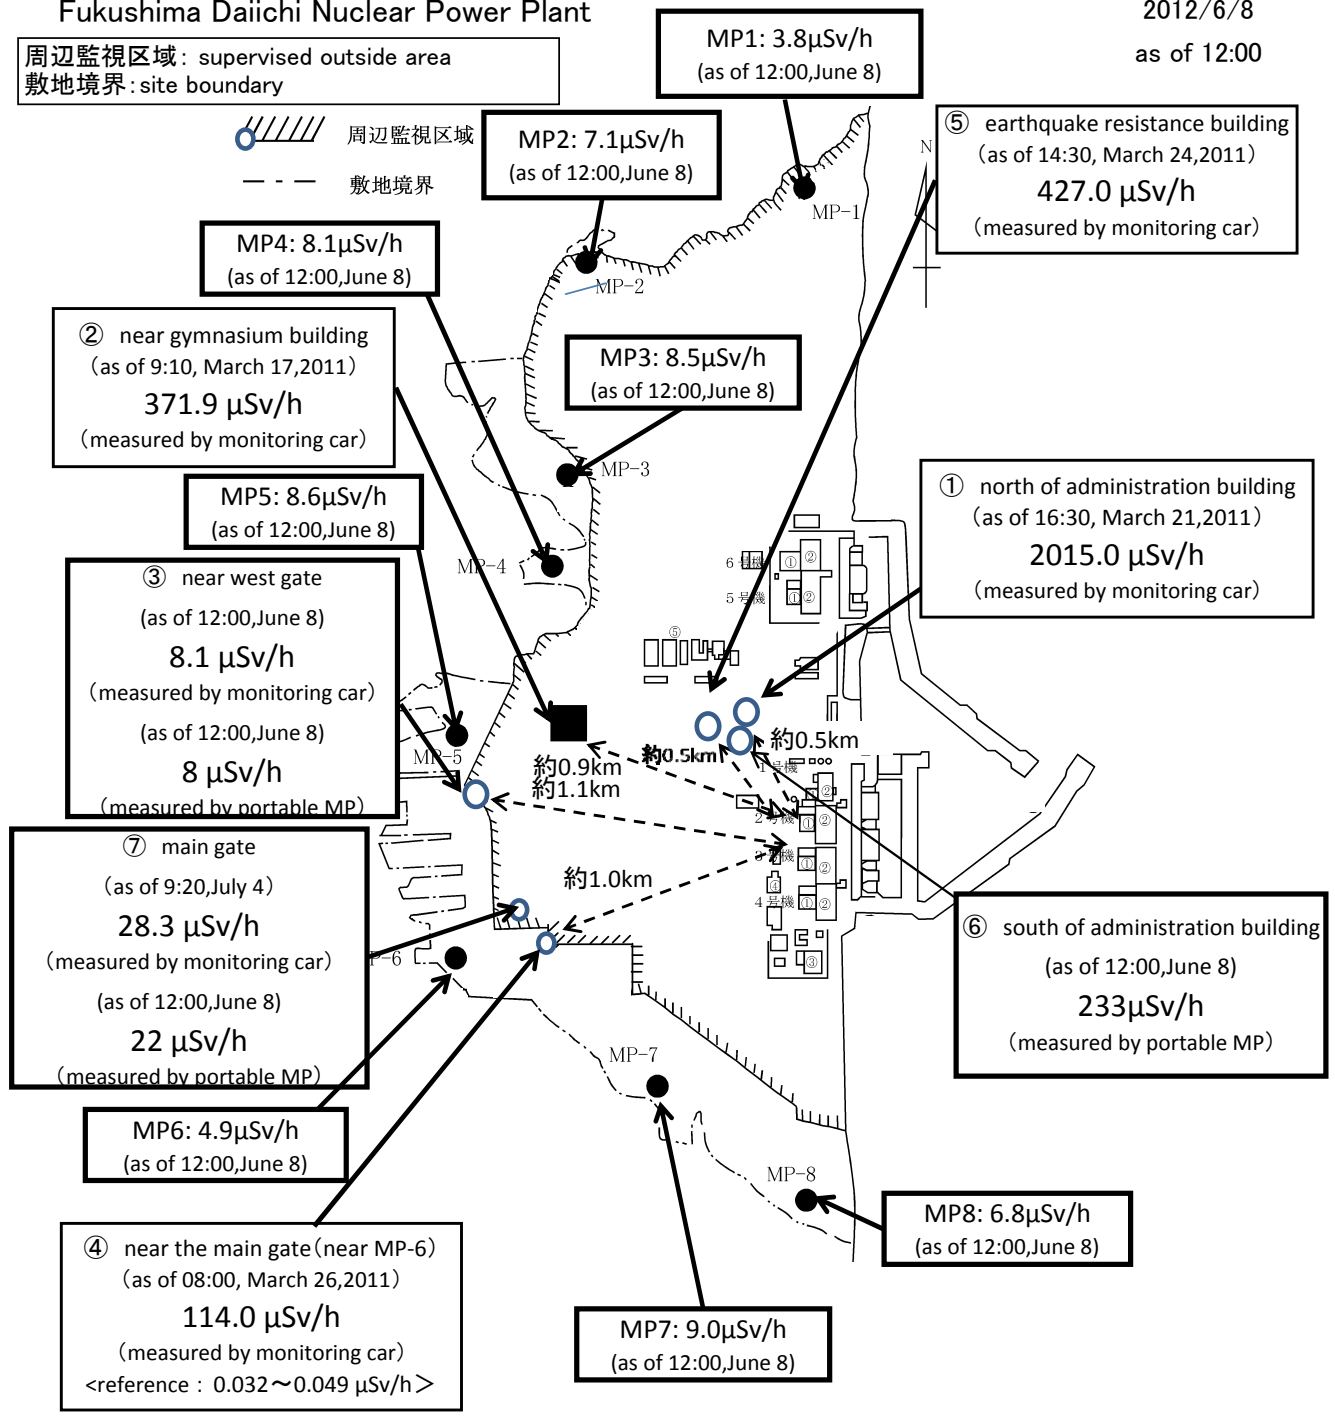 Fukushima Daiichi Nuclear Power Plant
2012/6/8
as of 12:00
周辺監視区域: supervised outside area
敷地境界:site boundary
周辺監視区域
敷地境界
N
MP1: 3.8μSv/h
(as of 12:00,June 8)
MP-1
MP2: 7.1μSv/h
(as of 12:00,June 8)
MP-2
⑤ earthquake resistance building
(as of 14:30, March 24,2011)
427.0 μSv/h
(measured by monitoring car)
MP4: 8.1μSv/h
(as of 12:00,June 8)
② near gymnasium building
(as of 9:10, March 17,2011)
371.9 μSv/h
(measured by monitoring car)
MP3: 8.5μSv/h
(as of 12:00,June 8)
MP-3
MP5: 8.6μSv/h
(as of 12:00,June 8)
MP-4
① north of administration building
(as of 16:30, March 21,2011)
2015.0 μSv/h
(measured by monitoring car)
6号機
① ②
5号機
① ②
⑤
③ near west gate
(as of 12:00,June 8)
8.1 μSv/h
(measured by monitoring car)
(as of 12:00,June 8)
8 μSv/h
(measured by portable MP)
MP-5
約0.5km
約0.5km
約0.9km
約1.1km
1号機
②
2号機
① ②
3号機
① ②
④
4号機
① ②
③
約1.0km
⑦ main gate
(as of 9:20,July 4)
28.3 μSv/h
(measured by monitoring car)
(as of 12:00,June 8)
22 μSv/h
(measured by portable MP)
P-6
⑥ south of administration building
(as of 12:00,June 8)
233μSv/h
(measured by portable MP)
MP-7
MP6: 4.9μSv/h
(as of 12:00,June 8)
MP-8
MP8: 6.8μSv/h
(as of 12:00,June 8)
④ near the main gate(near MP-6)
(as of 08:00, March 26,2011)
114.0 μSv/h
(measured by monitoring car)
<reference : 0.032～0.049 μSv/h>
MP7: 9.0μSv/h
(as of 12:00,June 8)